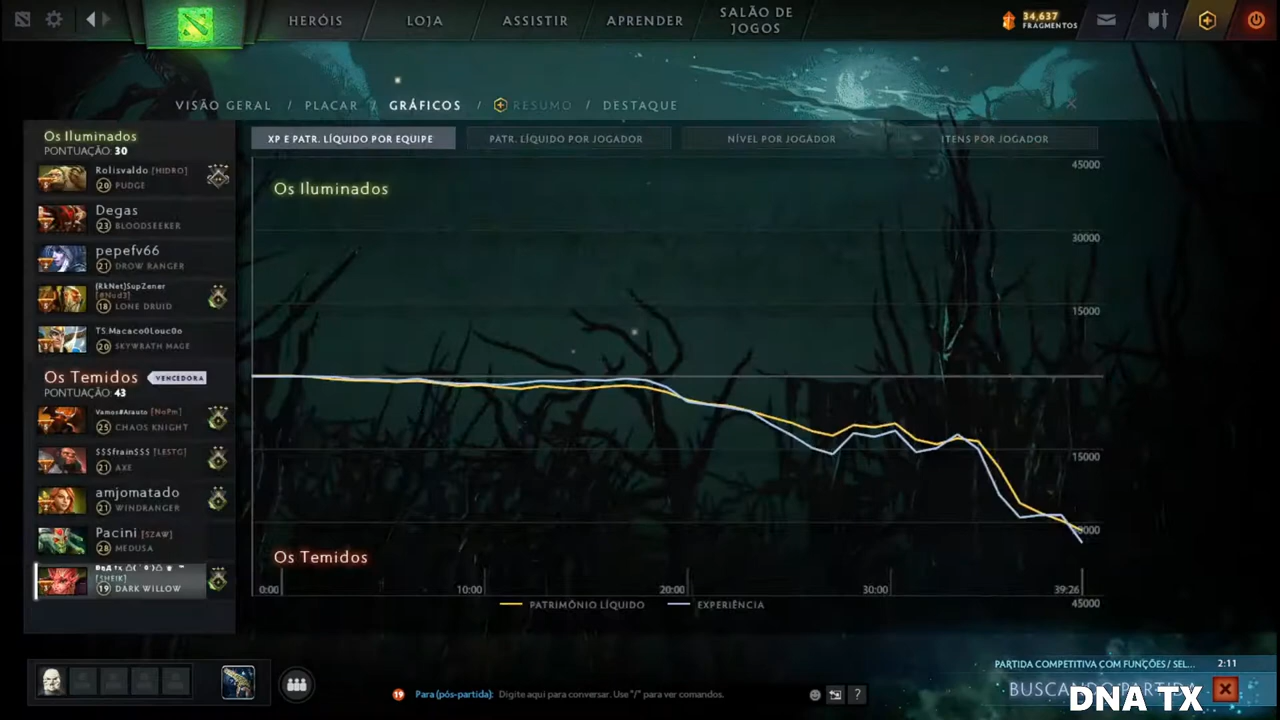 HERÓIS
LOJA
ASSISTIR
APRENDER
SALÃO DE
JOGOS
34,637
FRAGMENTOS
VISÃO GERAL / PLACAR / GRÁFICOS / RESUMO / DESTAQUE
Os Iluminados
PONTUAÇÃO: 30
Rolisvaldo [HIDRO]
20 PUDGE
Degas
23 BLOODSEEKER
pepefv66
21 DROW RANGER
{RkNet}SupZener
[#Nud3]
18 LONE DRUID
TS.Macaco0Louc0o
20 SKYWRATH MAGE
Os Temidos VENCEDORA
PONTUAÇÃO: 43
Vamos#Arauto [NoPm]
25 CHAOS KNIGHT
$$$frain$$$ [LESTG]
21 AXE
amjomatado
21 WINDRANGER
Pacini [SZAW]
28 MEDUSA
[SHEIK]
19 DARK WILLOW
XP E PATR. LÍQUIDO POR EQUIPE
PATR. LÍQUIDO POR JOGADOR
NÍVEL POR JOGADOR
ITENS POR JOGADOR
Os Iluminados
45000
30000
15000
15000
45000
Os Temidos
0:00
10:00
20:00
30:00
39:26
PATRIMÔNIO LÍQUIDO
EXPERIÊNCIA
19
Para (pós-partida): Digite aqui para conversar. Use "/" para ver comandos.
?
PARTIDA COMPETITIVA COM FUNÇÕES / SEL... 2:11
BUSCANDO PARTIDA
DNA TX